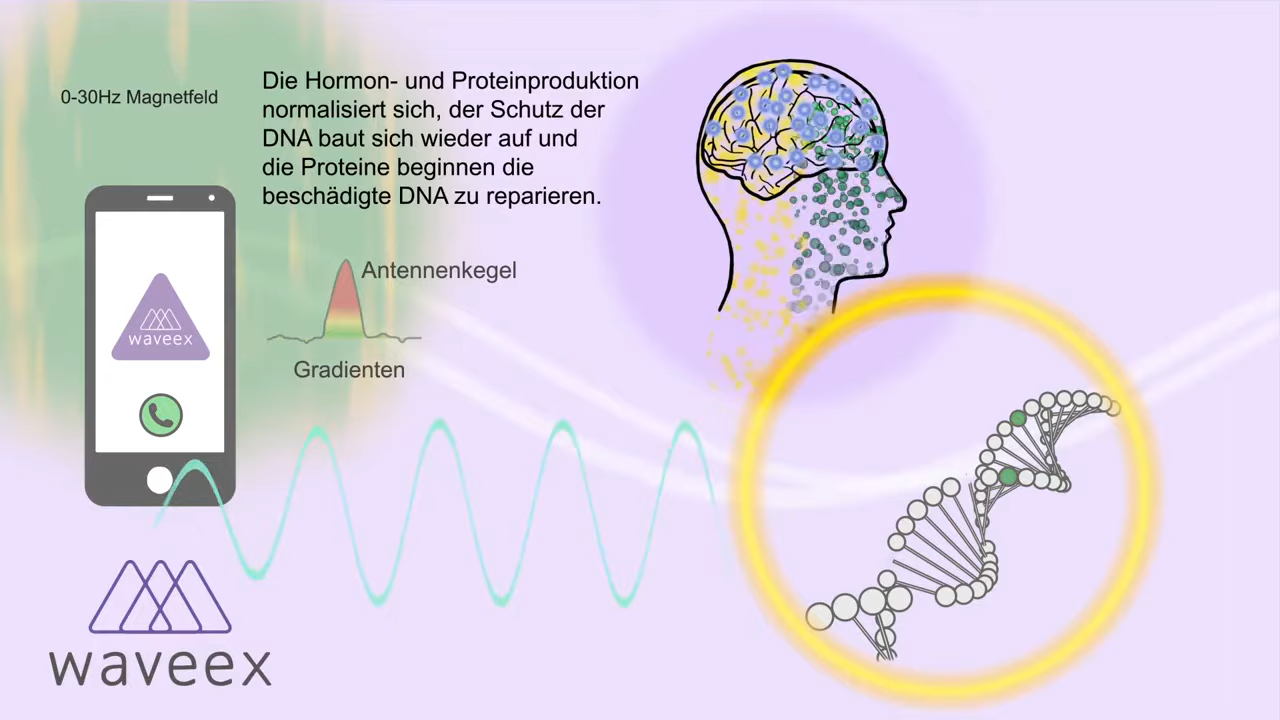 0-30Hz Magnetfeld
Die Hormon- und Proteinproduktion
normalisiert sich, der Schutz der
DNA baut sich wieder auf und
die Proteine beginnen die
beschädigte DNA zu reparieren.
Antennenkegel
waveex
Gradienten
waveex